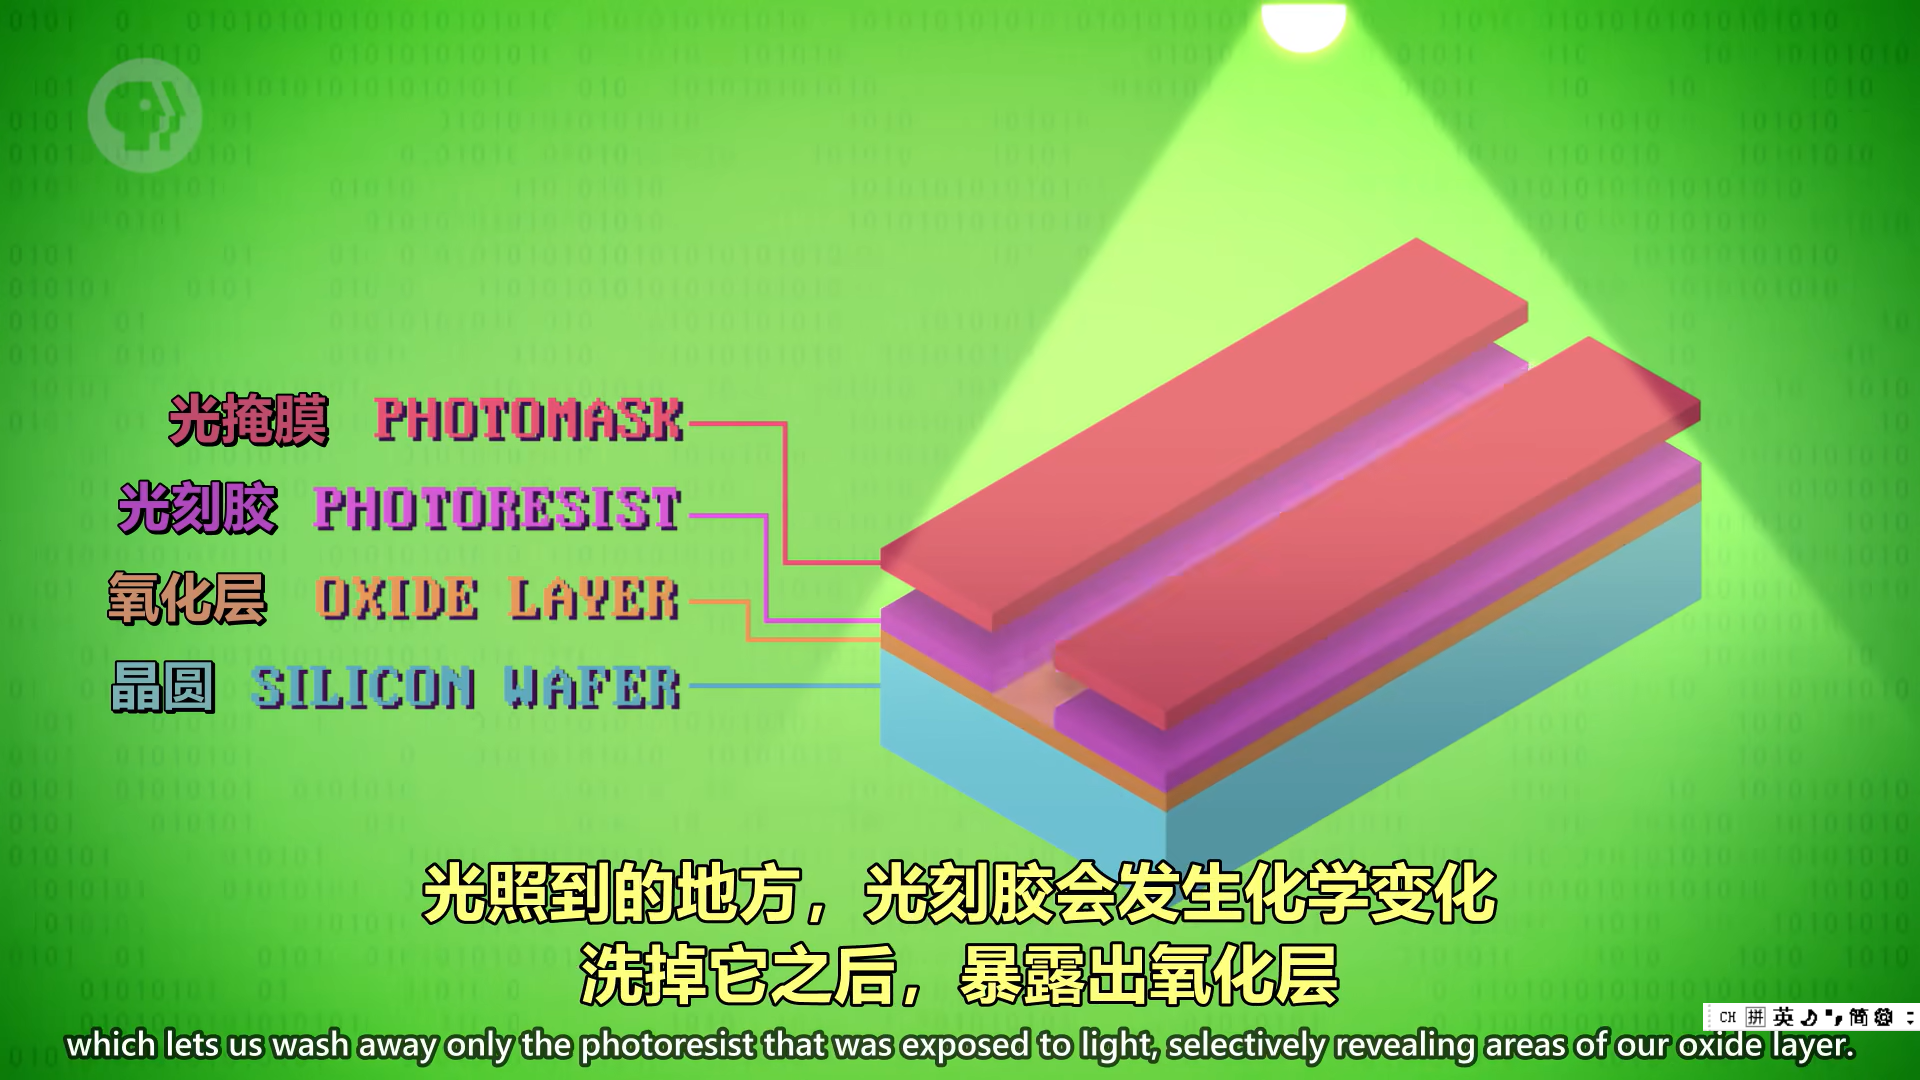 光掩膜 PHOTOMASK
光刻胶 PHOTORESIST
氧化层 OXIDE LAYER
晶圆 SILICON WAFER
光照到的地方，光刻胶会发生化学变化
洗掉它之后，暴露出氧化层
CH 拼 英 简
which lets us wash away only the photoresist that was exposed to light, selectively revealing areas of our oxide layer.